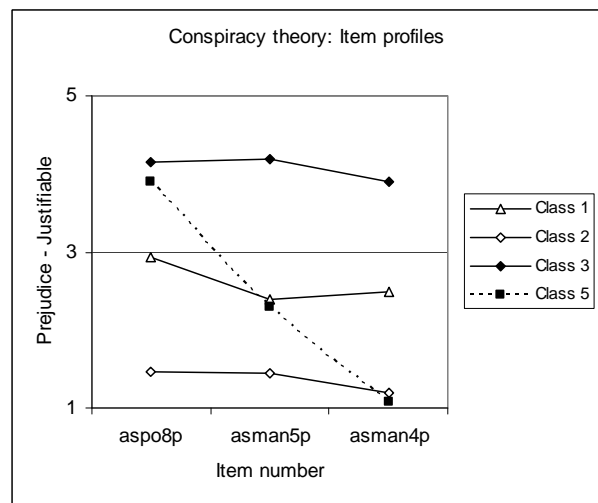 Conspiracy theory: Item profiles
Prejudice - Justifiable
5
3
1
aspo8p asman5p asman4p
Item number
Class 1
Class 2
Class 3
Class 5